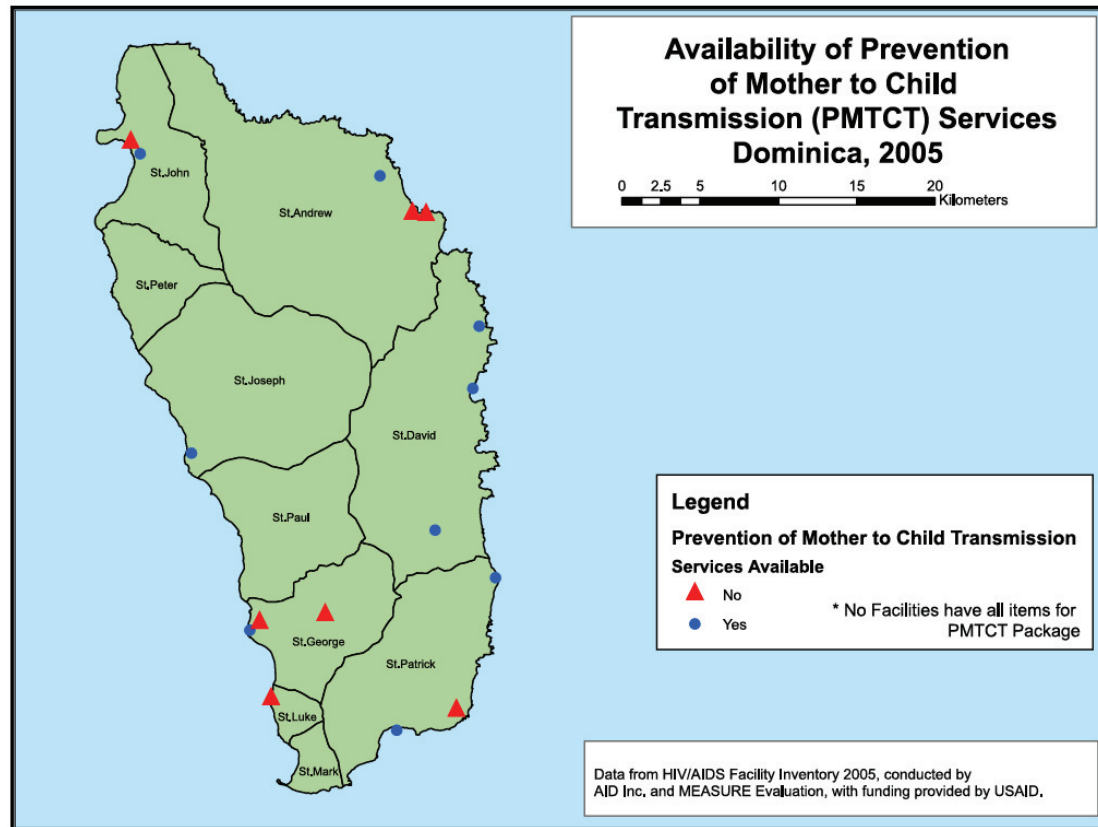 Availability of Prevention
of Mother to Child
Transmission (PMTCT) Services
Dominica, 2005
0 2.5 5 10 15 20
Kilometers
St.John
St.Andrew
St.Peter
St.Joseph
St.David
St.Paul
St.George
St.Patrick
St.Luke
St.Mark
Legend
Prevention of Mother to Child Transmission
Services Available
No
Yes
* No Facilities have all items for
PMTCT Package
Data from HIV/AIDS Facility Inventory 2005, conducted by
AID Inc. and MEASURE Evaluation, with funding provided by USAID.